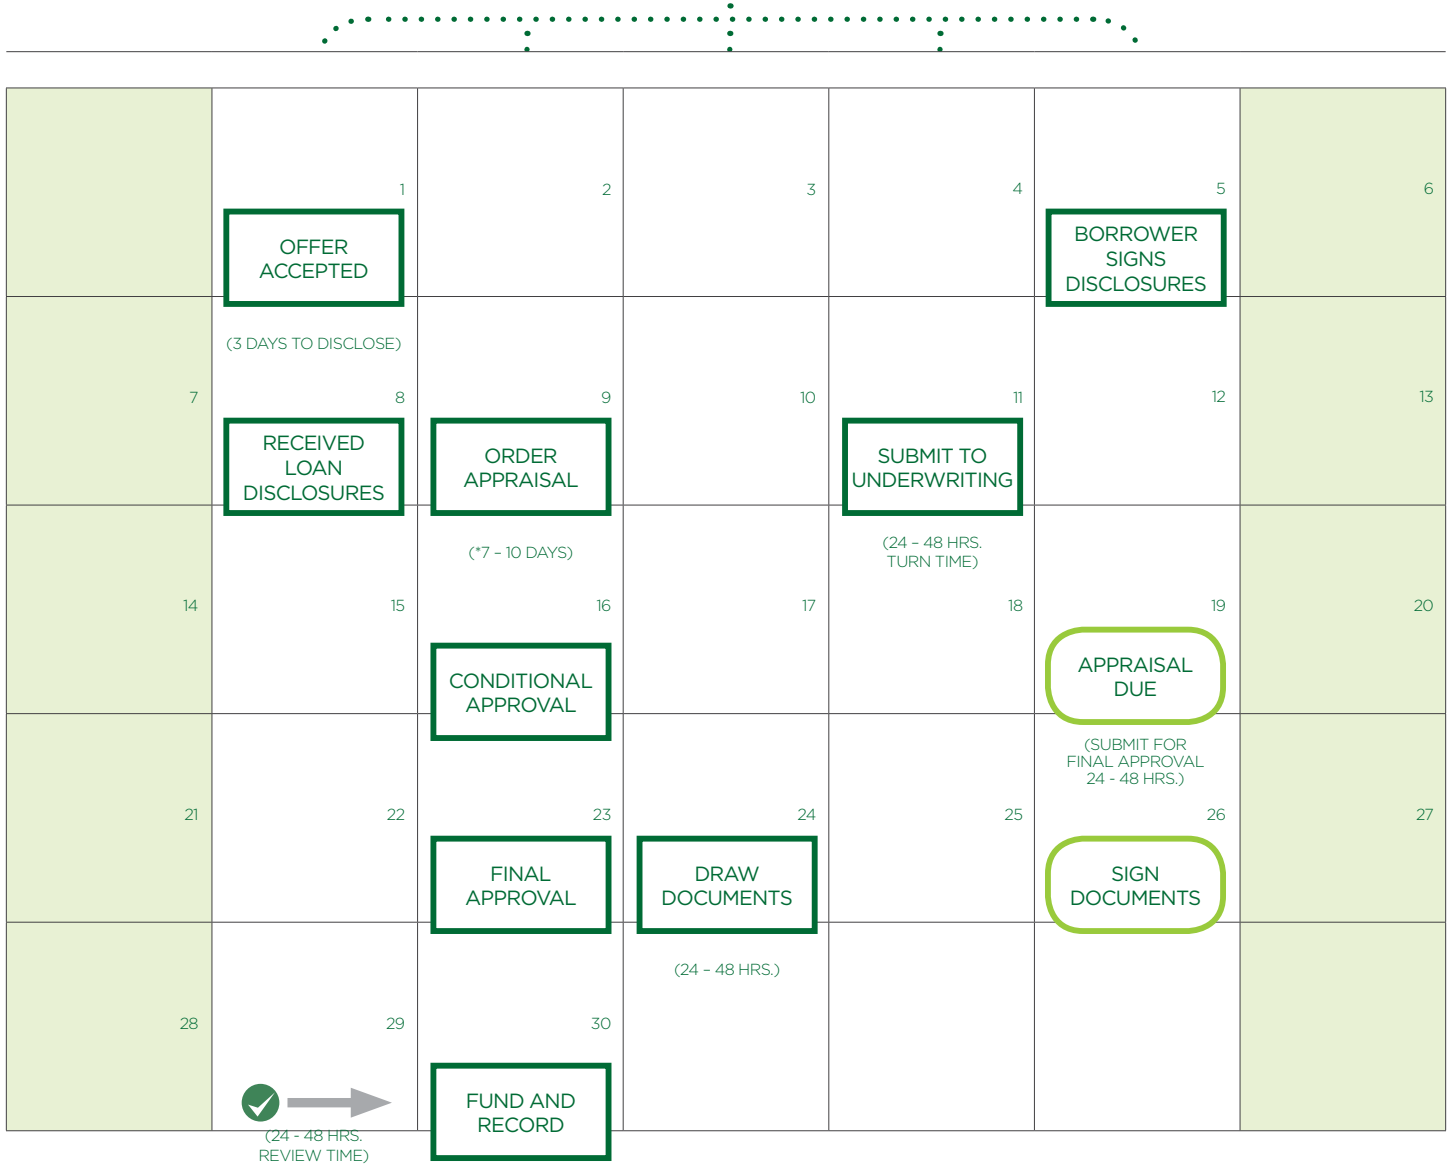 1
2
3
4
5
6
OFFER
ACCEPTED
BORROWER
SIGNS
DISCLOSURES
(3 DAYS TO DISCLOSE)
7
8
9
10
11
12
13
RECEIVED
LOAN
DISCLOSURES
ORDER
APPRAISAL
SUBMIT TO
UNDERWRITING
(*7 – 10 DAYS)
(24 – 48 HRS.
TURN TIME)
14
15
16
17
18
19
20
CONDITIONAL
APPROVAL
APPRAISAL
DUE
(SUBMIT FOR
FINAL APPROVAL
24 - 48 HRS.)
21
22
23
24
25
26
27
FINAL
APPROVAL
DRAW
DOCUMENTS
SIGN
DOCUMENTS
(24 – 48 HRS.)
28
29
30
FUND AND
RECORD
(24 - 48 HRS.
REVIEW TIME)